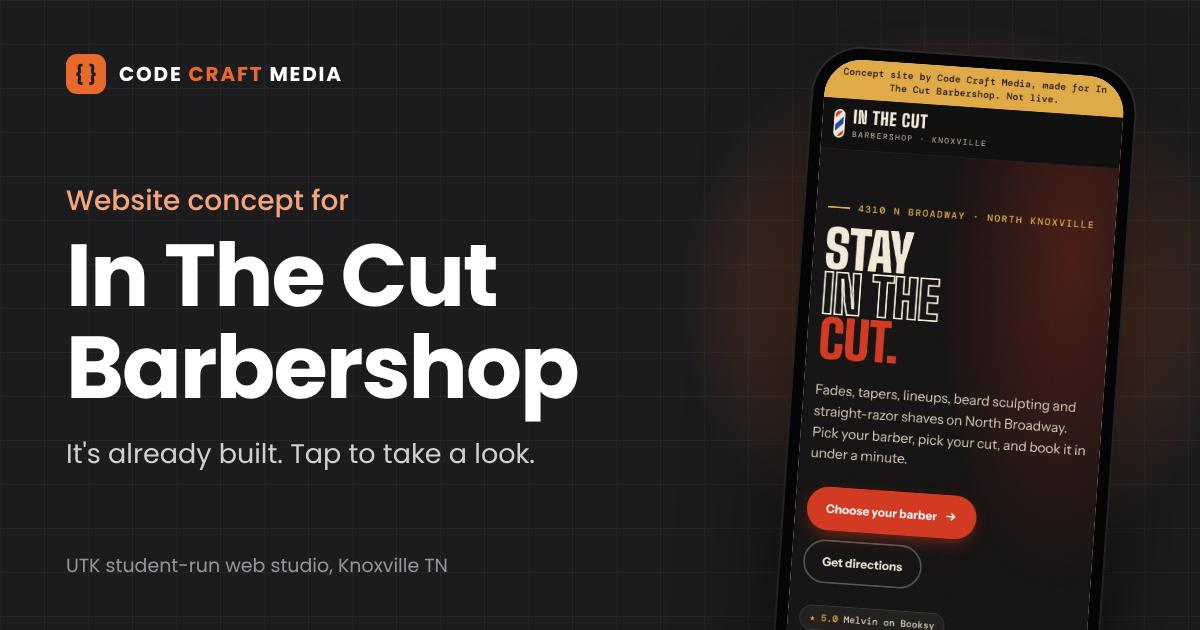 { } CODE CRAFT MEDIA
Website concept for
In The Cut
Barbershop
It's already built. Tap to take a look.
UTK student-run web studio, Knoxville TN
Concept site by Code Craft Media, made for In
The Cut Barbershop. Not live.
IN THE CUT
BARBERSHOP · KNOXVILLE
4310 N BROADWAY · NORTH KNOXVILLE
STAY
IN THE
CUT.
Fades, tapers, lineups, beard sculpting and
straight-razor shaves on North Broadway.
Pick your barber, pick your cut, and book it in
under a minute.
Choose your barber →
Get directions
★ 5.0 Melvin on Booksy